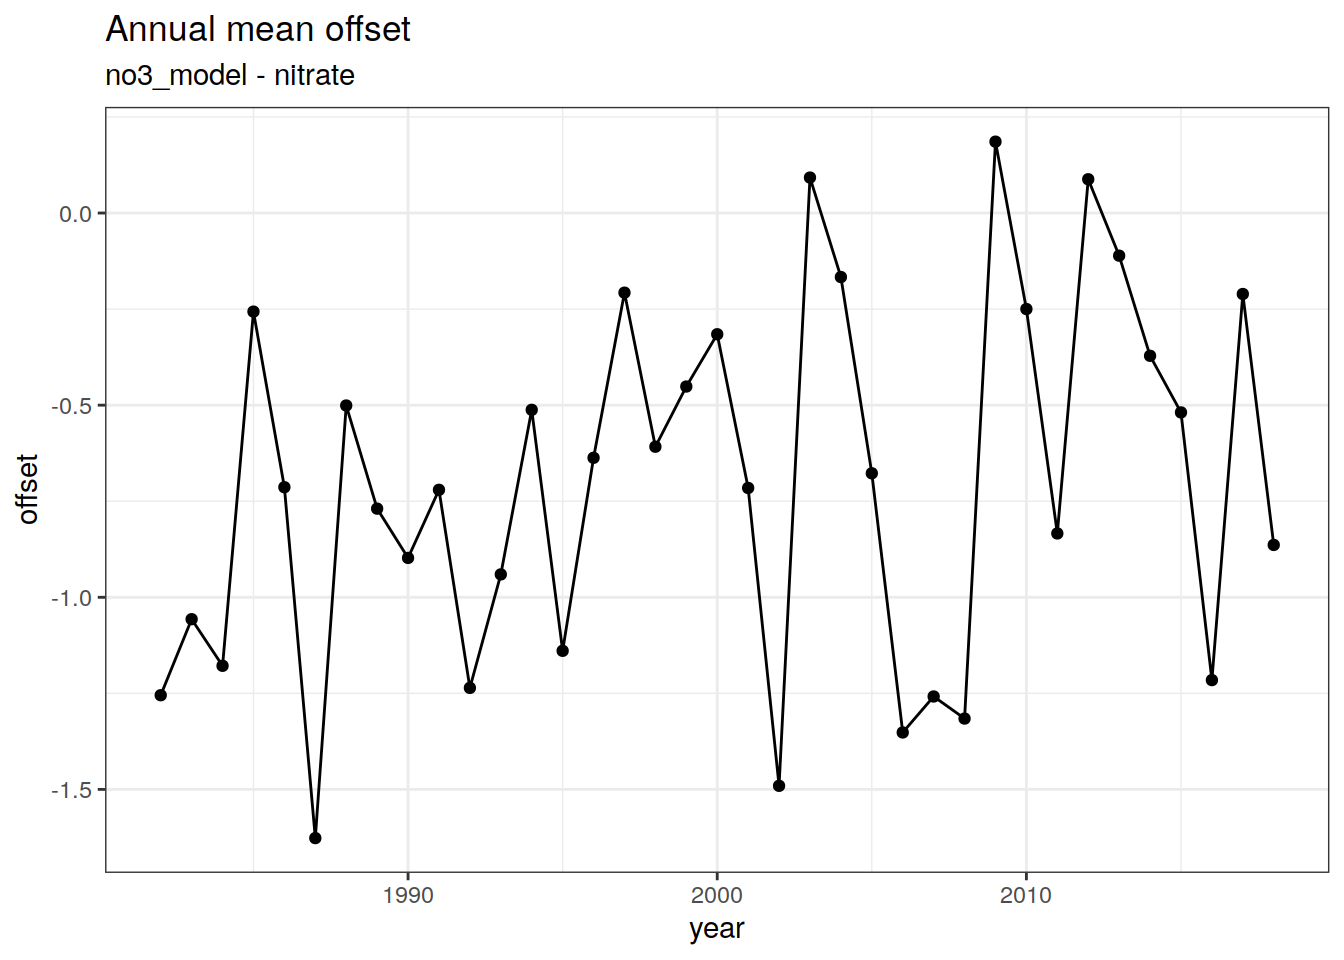 Annual mean offset
no3_model - nitrate
0.0
-0.5
-1.0
-1.5
offset
1990 2000 2010
year